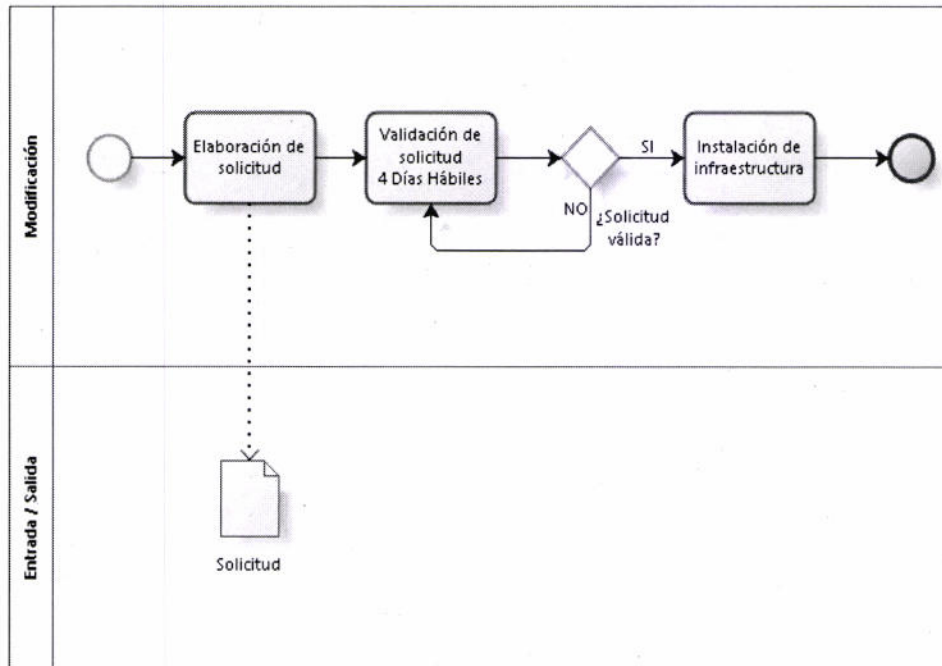 Modificación
Elaboración de
solicitud
Validación de
solicitud
4 Días Hábiles
SI
NO
¿Solicitud
válida?
Instalación de
infraestructura
Entrada / Salida
Solicitud